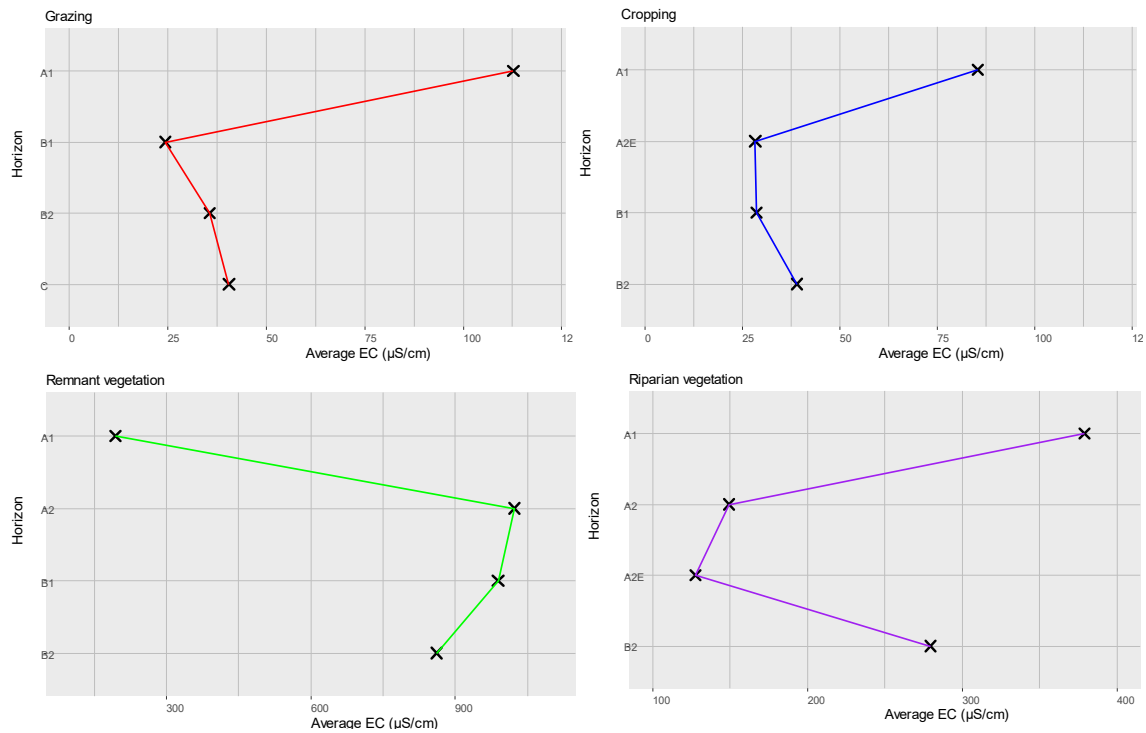 Grazing
A1
B1
B2
C
Horizon
0 25 50 75 100 12
Average EC (µS/cm)
Cropping
A1
A2E
B1
B2
Horizon
0 25 50 75 100 12
Average EC (µS/cm)
Remnant vegetation
A1
A2
B1
B2
Horizon
300 600 900
Average EC (µS/cm)
Riparian vegetation
A1
A2
A2E
B2
Horizon
100 200 300 400
Average EC (µS/cm)